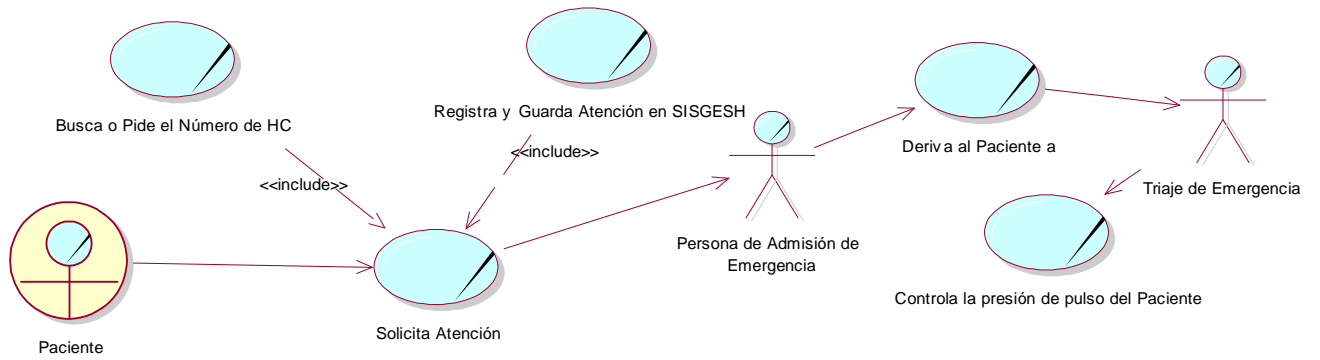 Busca o Pide el Número de HC
Registra y Guarda Atención en SISGESH
<<include>>
<<include>>
Deriva al Paciente a
Triaje de Emergencia
Persona de Admisión de
Emergencia
Controla la presión de pulso del Paciente
Solicita Atención
Paciente